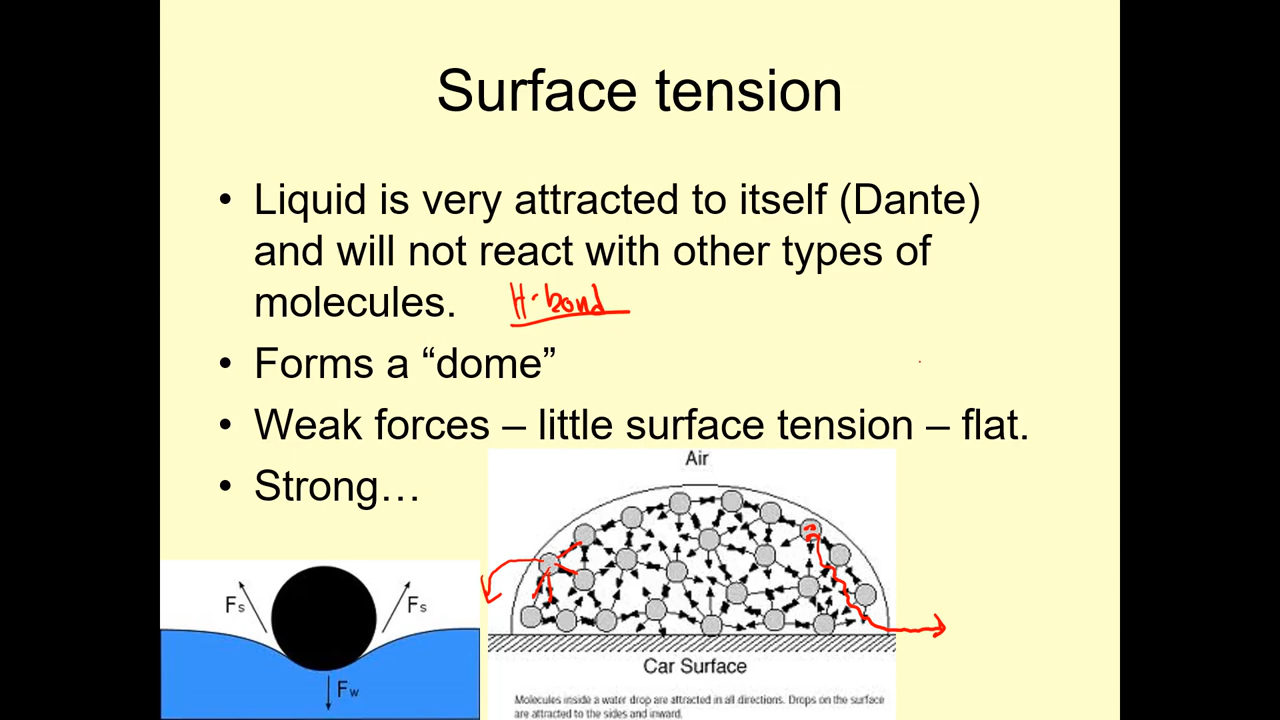 Surface tension
• Liquid is very attracted to itself (Dante)
and will not react with other types of
molecules.
H-bond
• Forms a “dome”
• Weak forces – little surface tension – flat.
• Strong…
Air
Fs
Fs
Fw
Car Surface
Molecules inside a water drop are attracted in all directions. Drops on the surface
are attracted to the sides and inward.